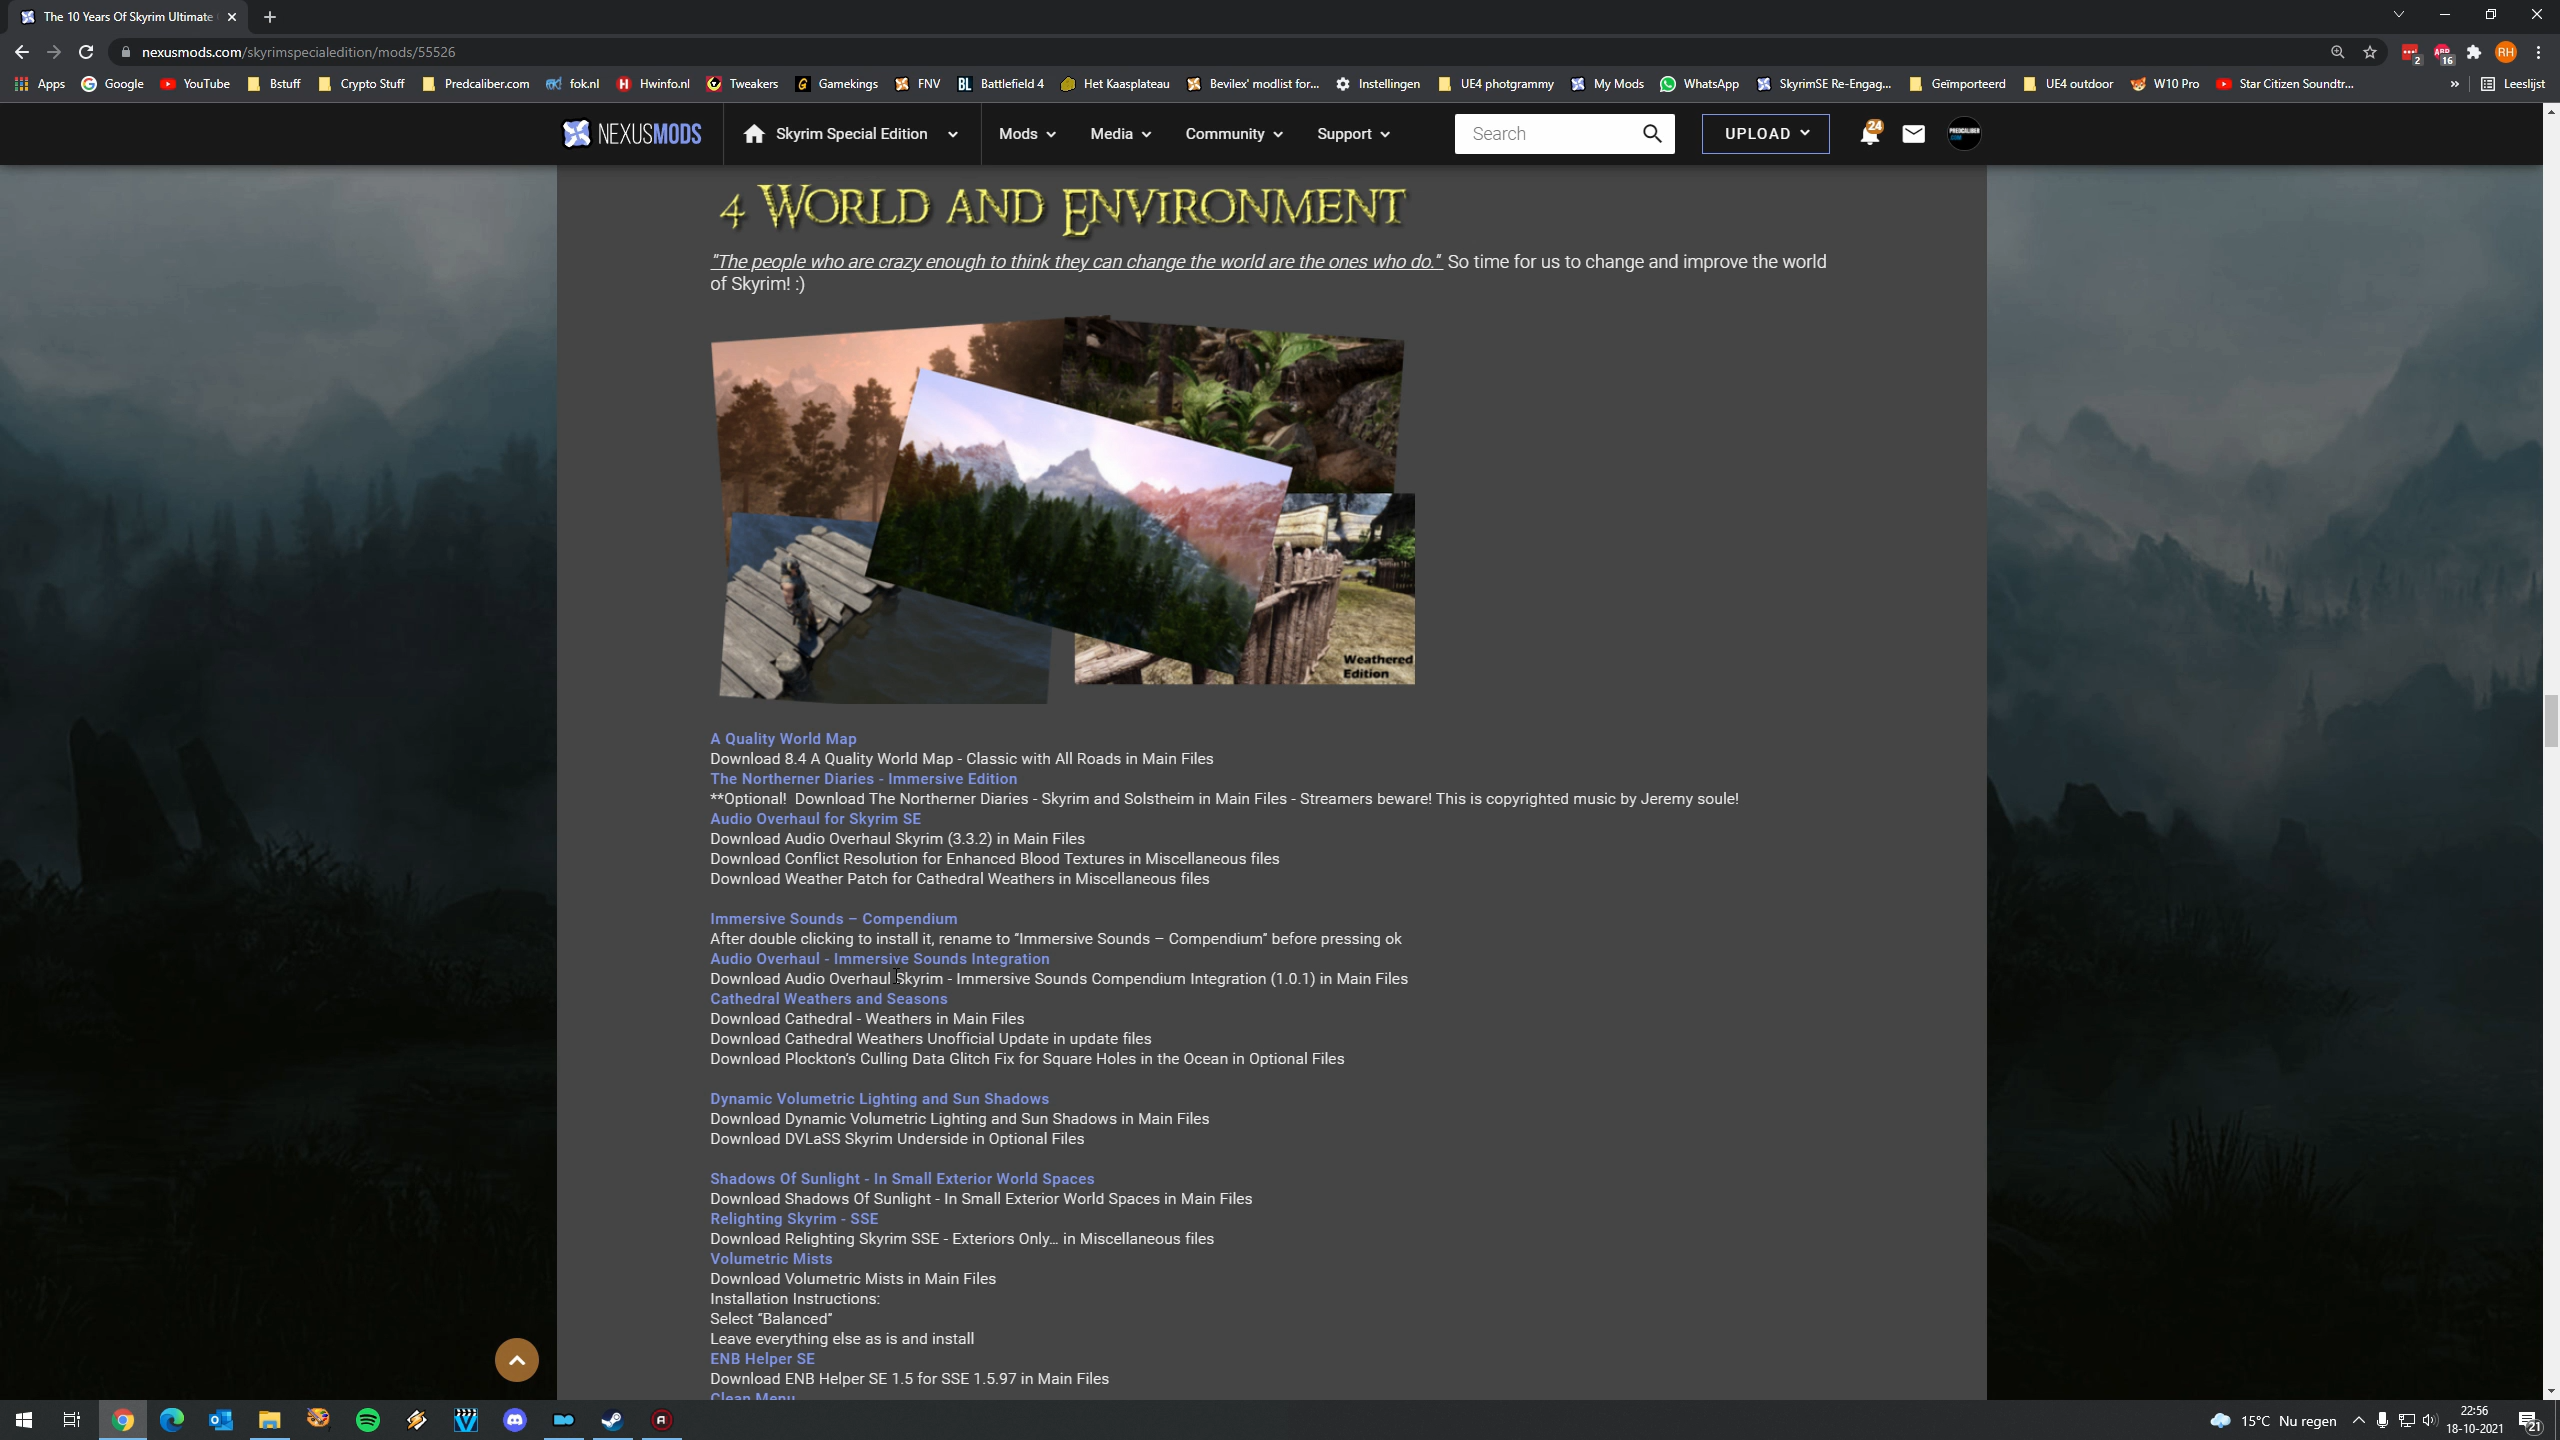 The 10 Years Of Skyrim Ultimate
nexusmods.com/skyrimspecialedition/mods/55526
2
ABP
16
RH
Apps
Google
YouTube
Bstuff
Crypto Stuff
Predcaliber.com
fok.nl
Hwinfo.nl
Tweakers
Gamekings
FNV
BL
Battlefield 4
Het Kaasplateau
Bevilex' modlist for...
Instellingen
UE4 photgrammy
My Mods
WhatsApp
SkyrimSE Re-Engag...
Geïmporteerd
UE4 outdoor
W10 Pro
Star Citizen Soundtr...
»
Leeslijst
NEXUSMODS
Skyrim Special Edition
Mods
Media
Community
Support
Search
UPLOAD
24
PREDCALIBER
COM
4 World and Environment
"The people who are crazy enough to think they can change the world are the ones who do." So time for us to change and improve the world
of Skyrim! :)
Weathered
Edition
A Quality World Map
Download 8.4 A Quality World Map - Classic with All Roads in Main Files
The Northerner Diaries - Immersive Edition
**Optional!  Download The Northerner Diaries - Skyrim and Solstheim in Main Files - Streamers beware! This is copyrighted music by Jeremy soule!
Audio Overhaul for Skyrim SE
Download Audio Overhaul Skyrim (3.3.2) in Main Files
Download Conflict Resolution for Enhanced Blood Textures in Miscellaneous files
Download Weather Patch for Cathedral Weathers in Miscellaneous files
Immersive Sounds – Compendium
After double clicking to install it, rename to “Immersive Sounds – Compendium” before pressing ok
Audio Overhaul - Immersive Sounds Integration
Download Audio Overhaul Skyrim - Immersive Sounds Compendium Integration (1.0.1) in Main Files
Cathedral Weathers and Seasons
Download Cathedral - Weathers in Main Files
Download Cathedral Weathers Unofficial Update in update files
Download Plockton’s Culling Data Glitch Fix for Square Holes in the Ocean in Optional Files
Dynamic Volumetric Lighting and Sun Shadows
Download Dynamic Volumetric Lighting and Sun Shadows in Main Files
Download DVLaSS Skyrim Underside in Optional Files
Shadows Of Sunlight - In Small Exterior World Spaces
Download Shadows Of Sunlight - In Small Exterior World Spaces in Main Files
Relighting Skyrim - SSE
Download Relighting Skyrim SSE - Exteriors Only… in Miscellaneous files
Volumetric Mists
Download Volumetric Mists in Main Files
Installation Instructions:
Select “Balanced”
Leave everything else as is and install
ENB Helper SE
Download ENB Helper SE 1.5 for SSE 1.5.97 in Main Files
Clean Menu
15°C Nu regen
22:56
18-10-2021
21